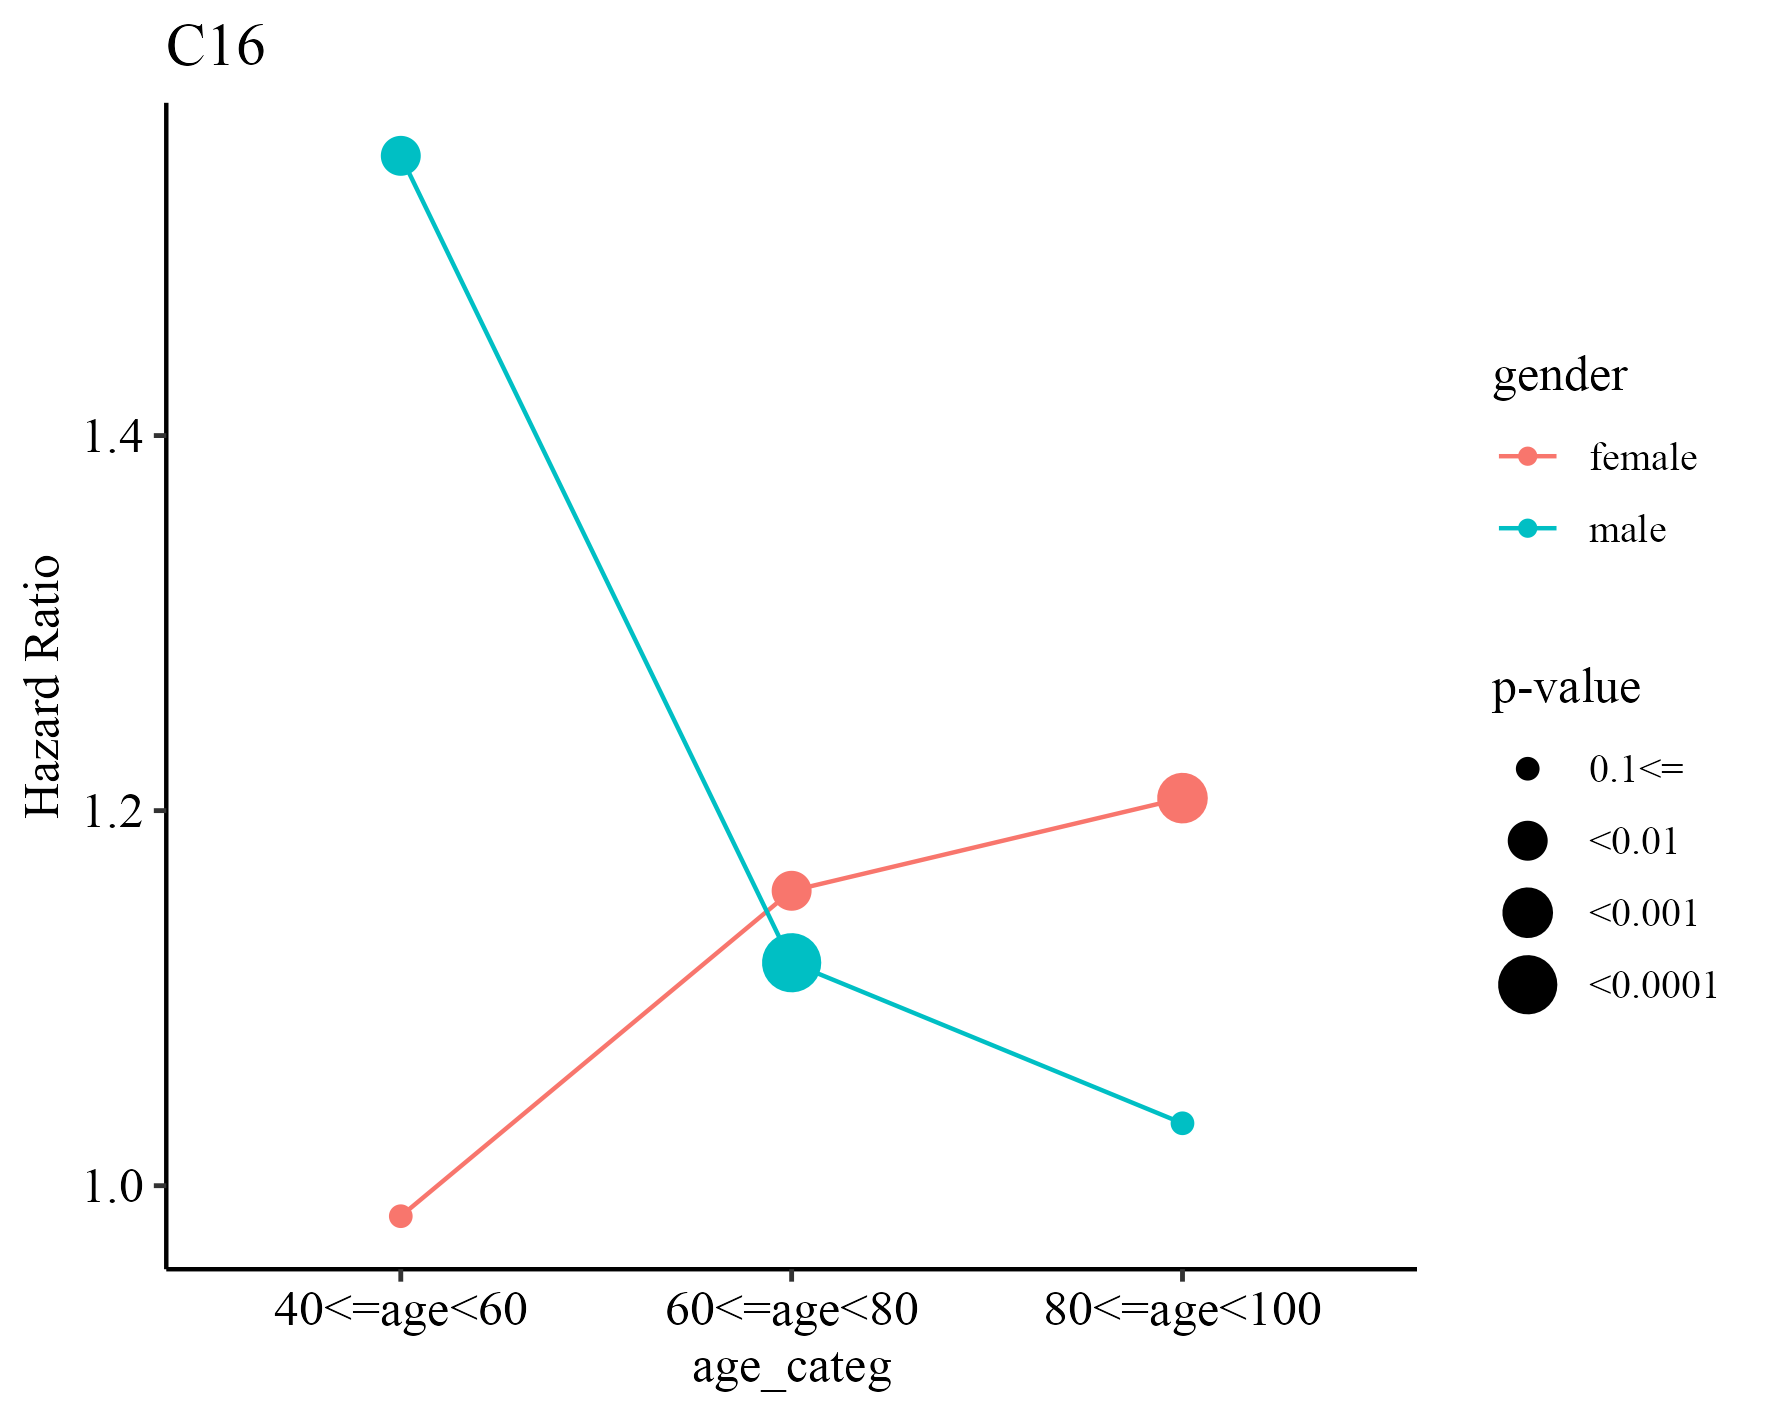 C16
Hazard Ratio
1.4
1.2
1.0
40<=age<60
60<=age<80
80<=age<100
age_categ
gender
female
male
p-value
0.1<=
<0.01
<0.001
<0.0001